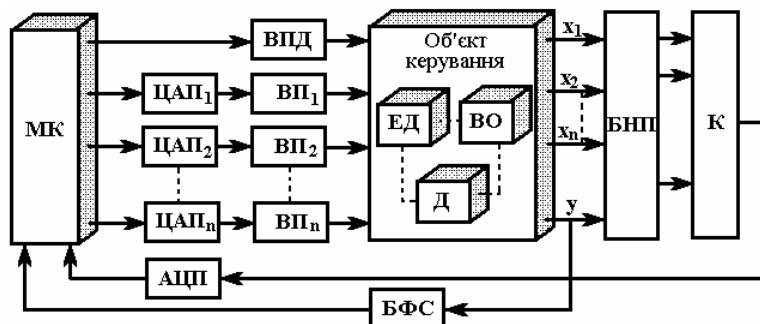 МК
ВПД
ЦАП1
ВП1
ЦАП2
ВП2
ЦАПn
ВПn
Об'єкт
керування
ЕД
ВО
Д
x1
x2
xn
y
БНП
К
АЦП
БФС